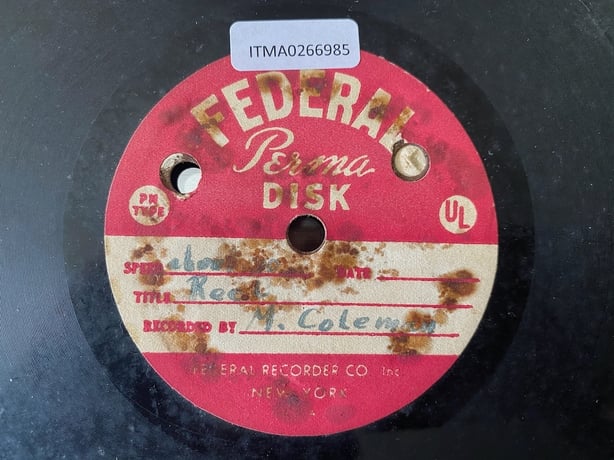 ITMA0266985
FEDERAL
Perma
DISK
PN TYPE
UL
SPEED DATE
TITLE Reel
RECORDED BY M. Coleman
FEDERAL RECORDER CO. Inc
NEW YORK